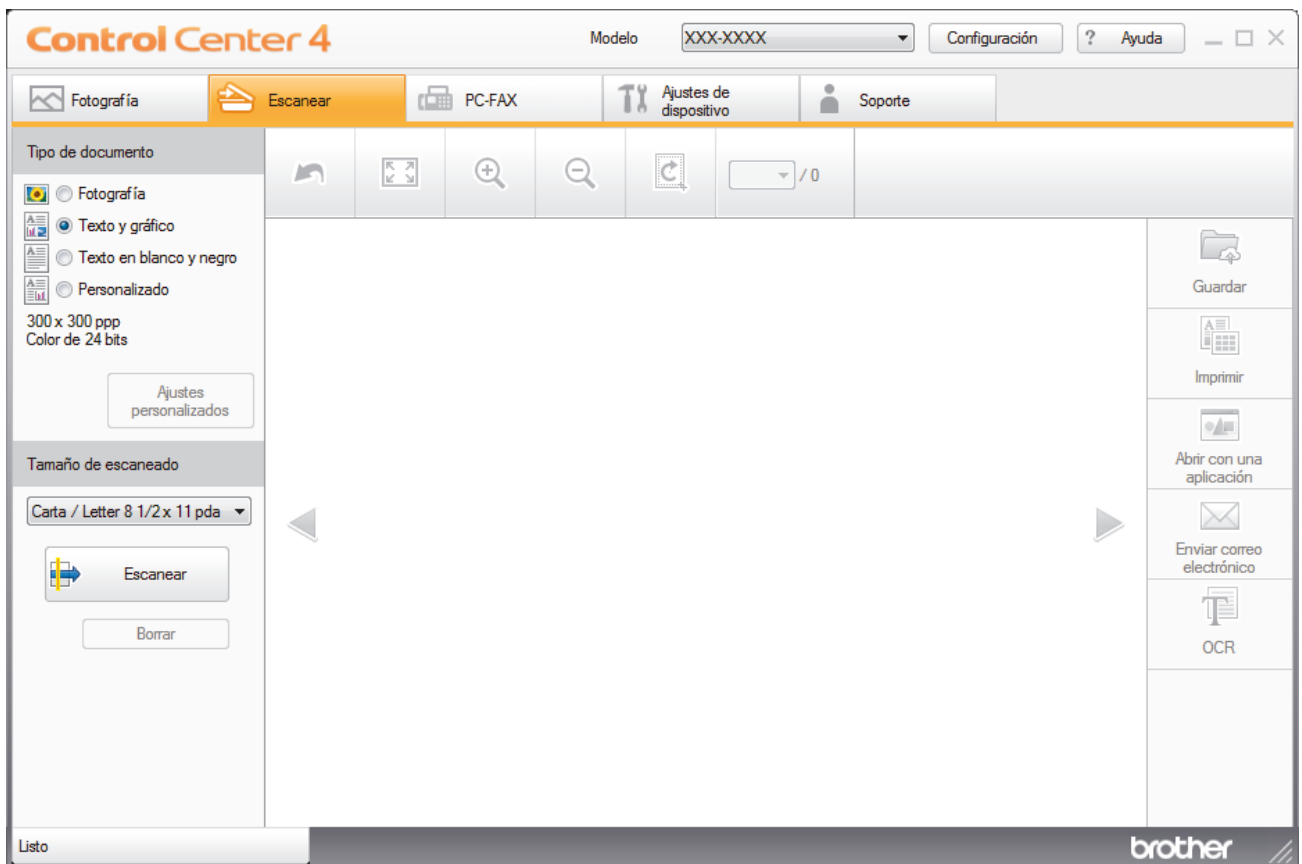 Control Center 4
Modelo
XXX-XXXX
Configuración
? Ayuda
Fotografía
Escanear
PC-FAX
Ajustes de
dispositivo
Soporte
Tipo de documento
Fotografía
Texto y gráfico
Texto en blanco y negro
Personalizado
300 x 300 ppp
Color de 24 bits
Ajustes
personalizados
Tamaño de escaneado
Carta / Letter 8 1/2 x 11 pda
Escanear
Borrar
/ 0
Guardar
Imprimir
Abrir con una
aplicación
Enviar correo
electrónico
OCR
Listo
brother